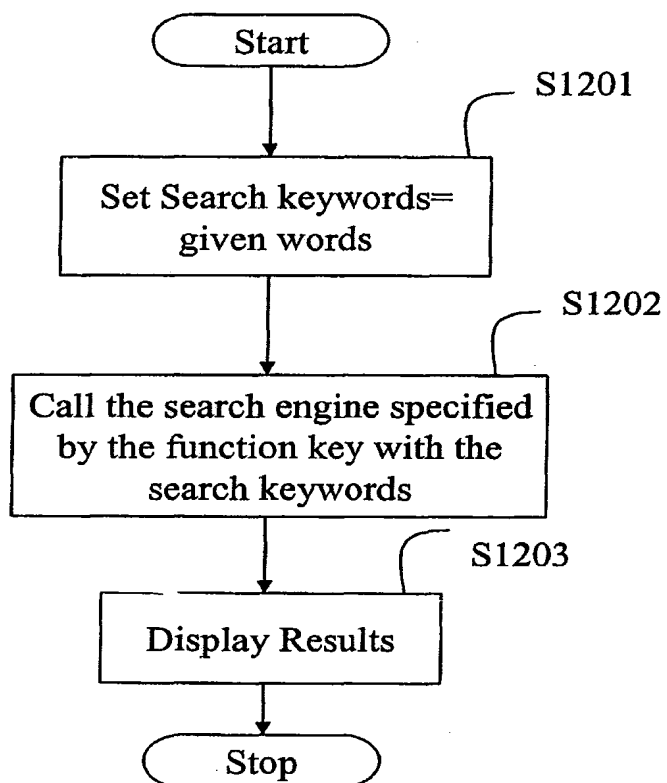 Start
S1201
Set Search keywords=
given words
S1202
Call the search engine specified
by the function key with the
search keywords
S1203
Display Results
Stop